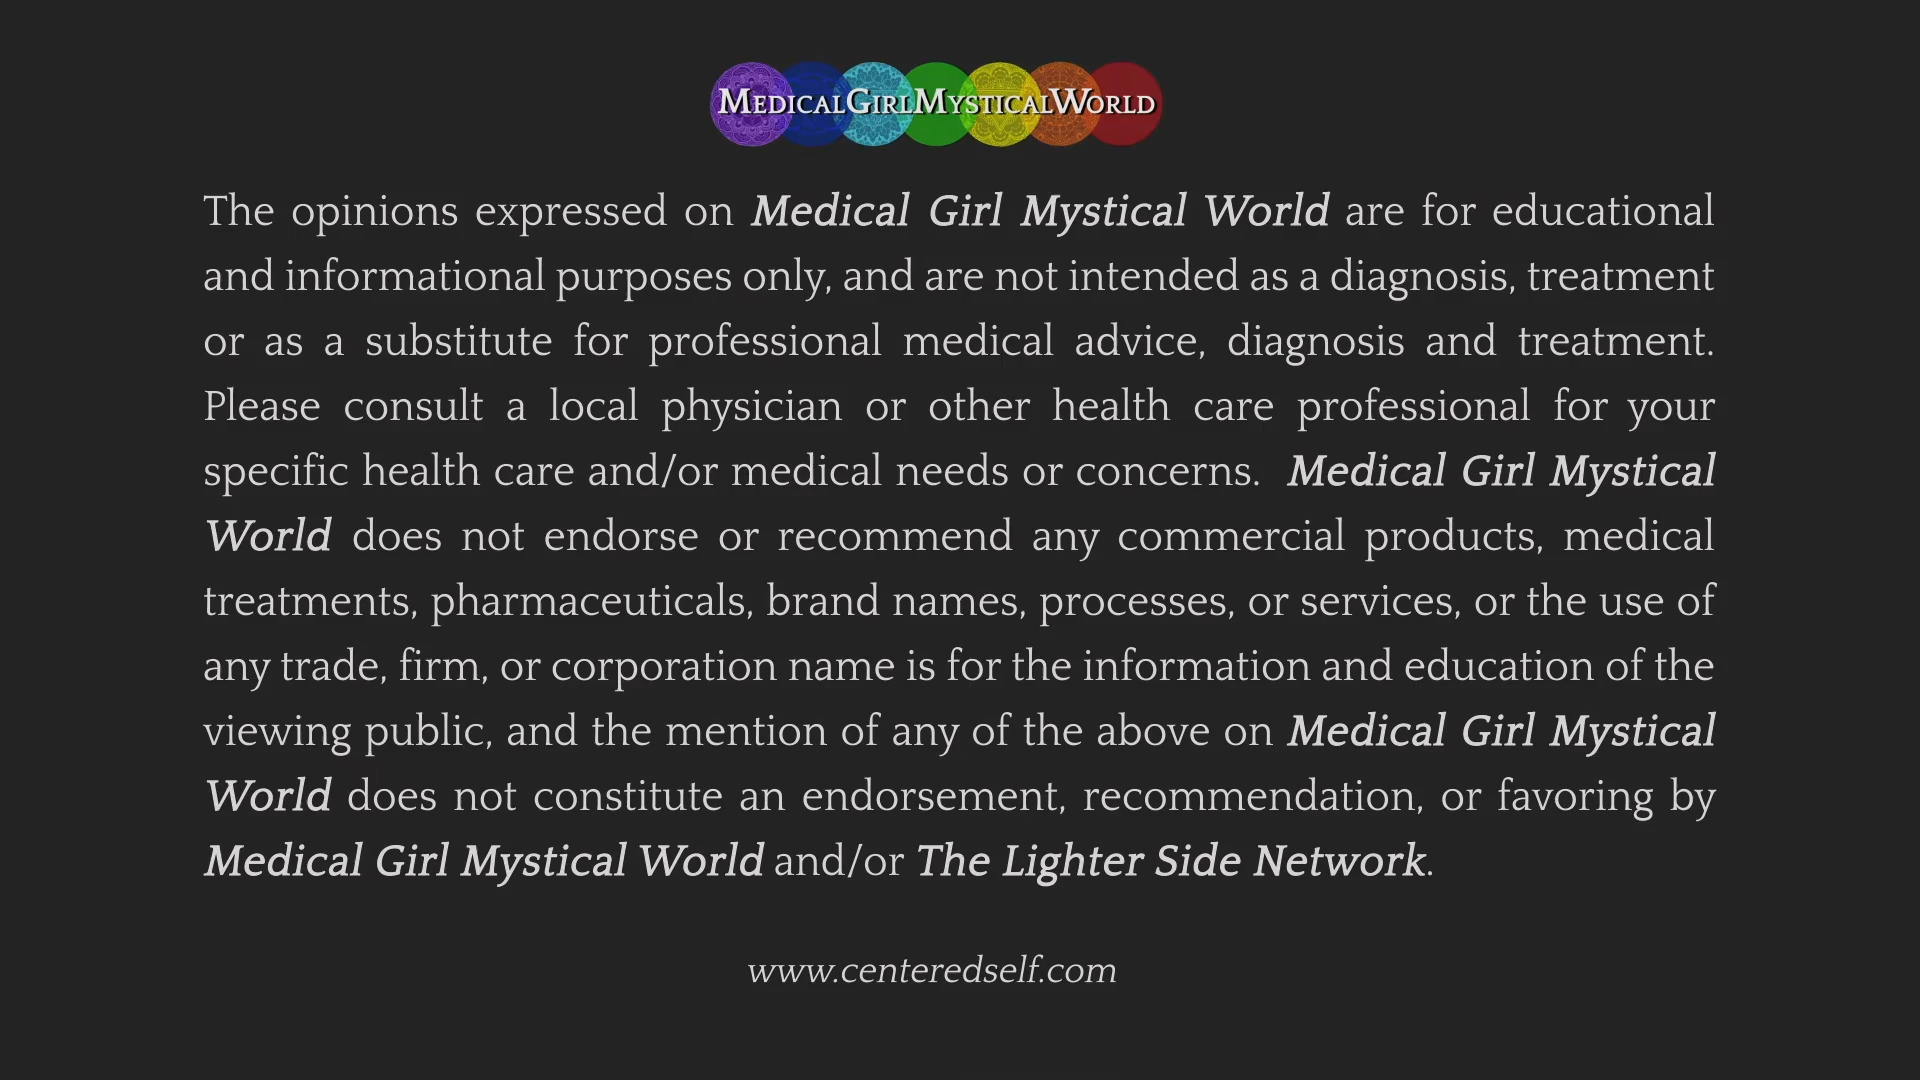 MEDICALGIRLMYSTICALWORLD
The opinions expressed on Medical Girl Mystical World are for educational
and informational purposes only, and are not intended as a diagnosis, treatment
or as a substitute for professional medical advice, diagnosis and treatment.
Please consult a local physician or other health care professional for your
specific health care and/or medical needs or concerns. Medical Girl Mystical
World does not endorse or recommend any commercial products, medical
treatments, pharmaceuticals, brand names, processes, or services, or the use of
any trade, firm, or corporation name is for the information and education of the
viewing public, and the mention of any of the above on Medical Girl Mystical
World does not constitute an endorsement, recommendation, or favoring by
Medical Girl Mystical World and/or The Lighter Side Network.
www.centeredself.com